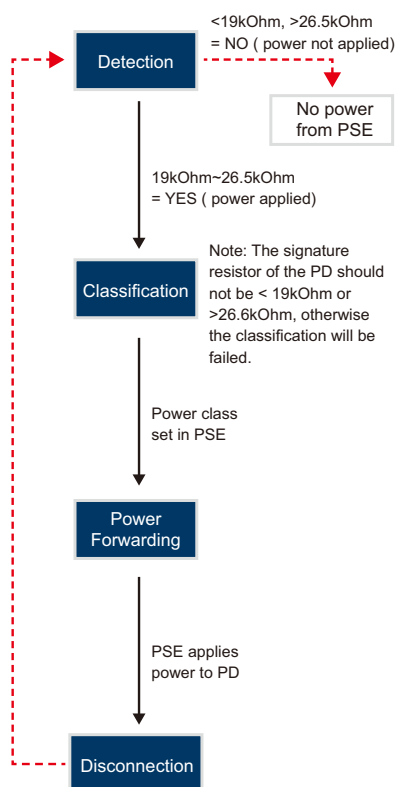 <19kOhm, >26.5kOhm
= NO ( power not applied)
Detection
No power
from PSE
19kOhm~26.5kOhm
= YES ( power applied)
Classification
Note: The signature
resistor of the PD should
not be < 19kOhm or
>26.6kOhm, otherwise
the classification will be
failed.
Power class
set in PSE
Power
Forwarding
PSE applies
power to PD
Disconnection